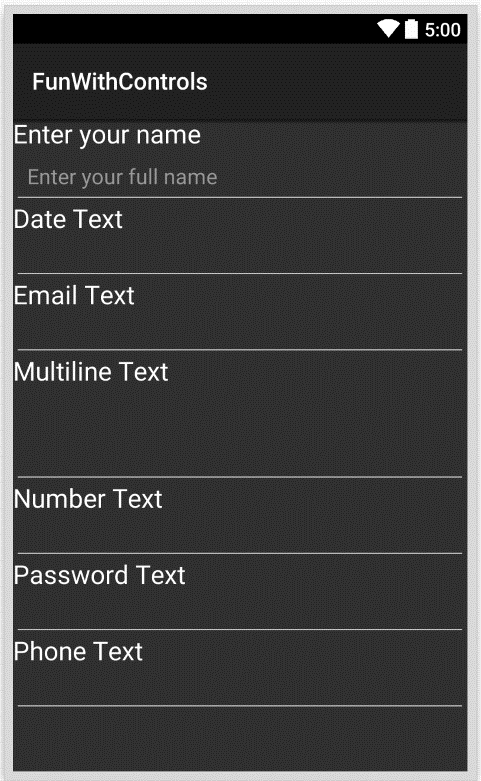 5:00
FunWithControls
Enter your name
Enter your full name
Date Text
Email Text
Multiline Text
Number Text
Password Text
Phone Text